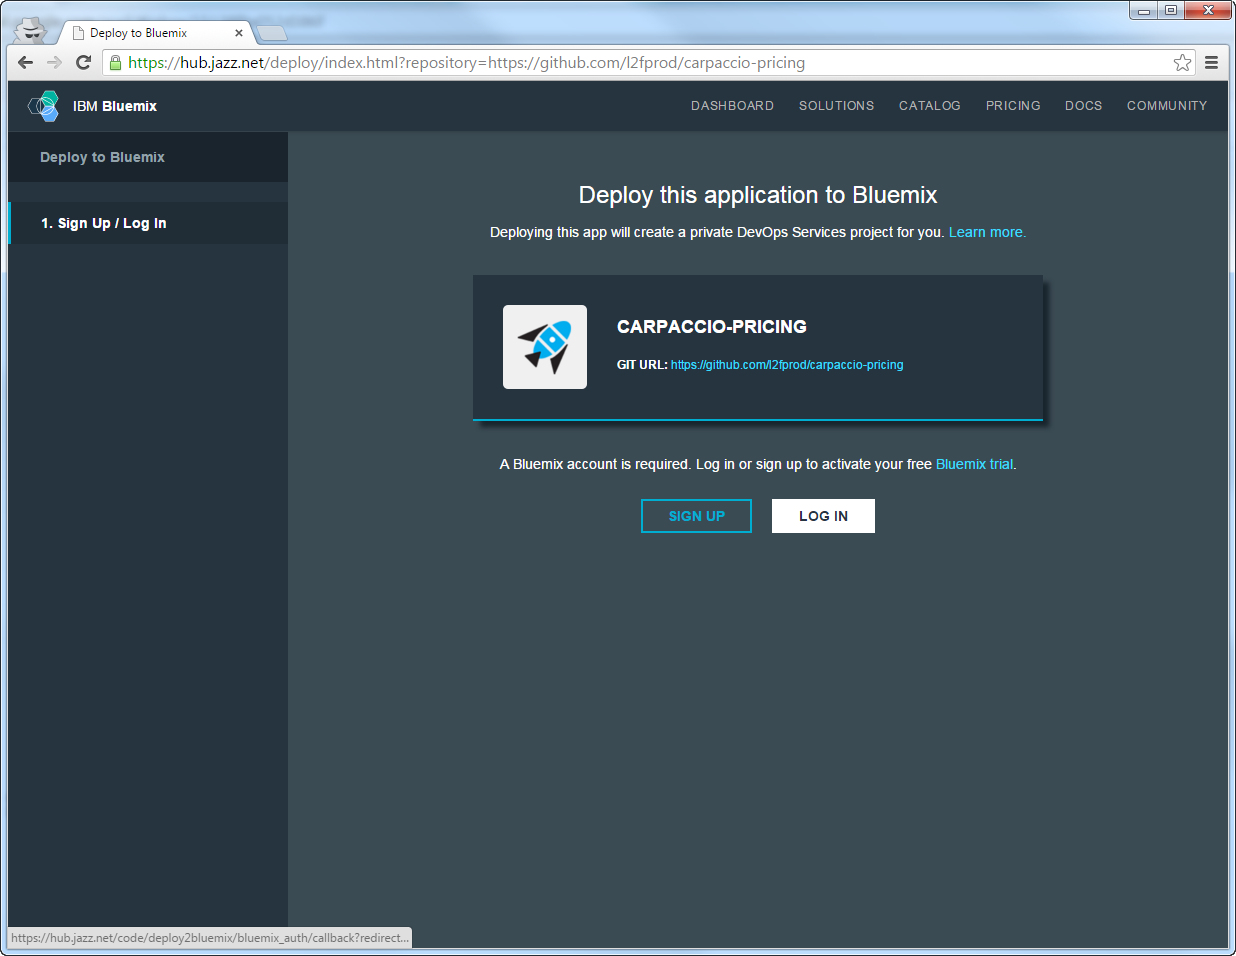 Deploy to Bluemix
https://hub.jazz.net/deploy/index.html?repository=https://github.com/l2fprod/carpaccio-pricing
IBM Bluemix
DASHBOARD SOLUTIONS CATALOG PRICING DOCS COMMUNITY
Deploy to Bluemix
1. Sign Up / Log In
Deploy this application to Bluemix
Deploying this app will create a private DevOps Services project for you. Learn more.
CARPACCIO-PRICING
GIT URL: https://github.com/l2fprod/carpaccio-pricing
A Bluemix account is required. Log in or sign up to activate your free Bluemix trial.
SIGN UP LOG IN
https://hub.jazz.net/code/deploy2bluemix/bluemix_auth/callback?redirect...